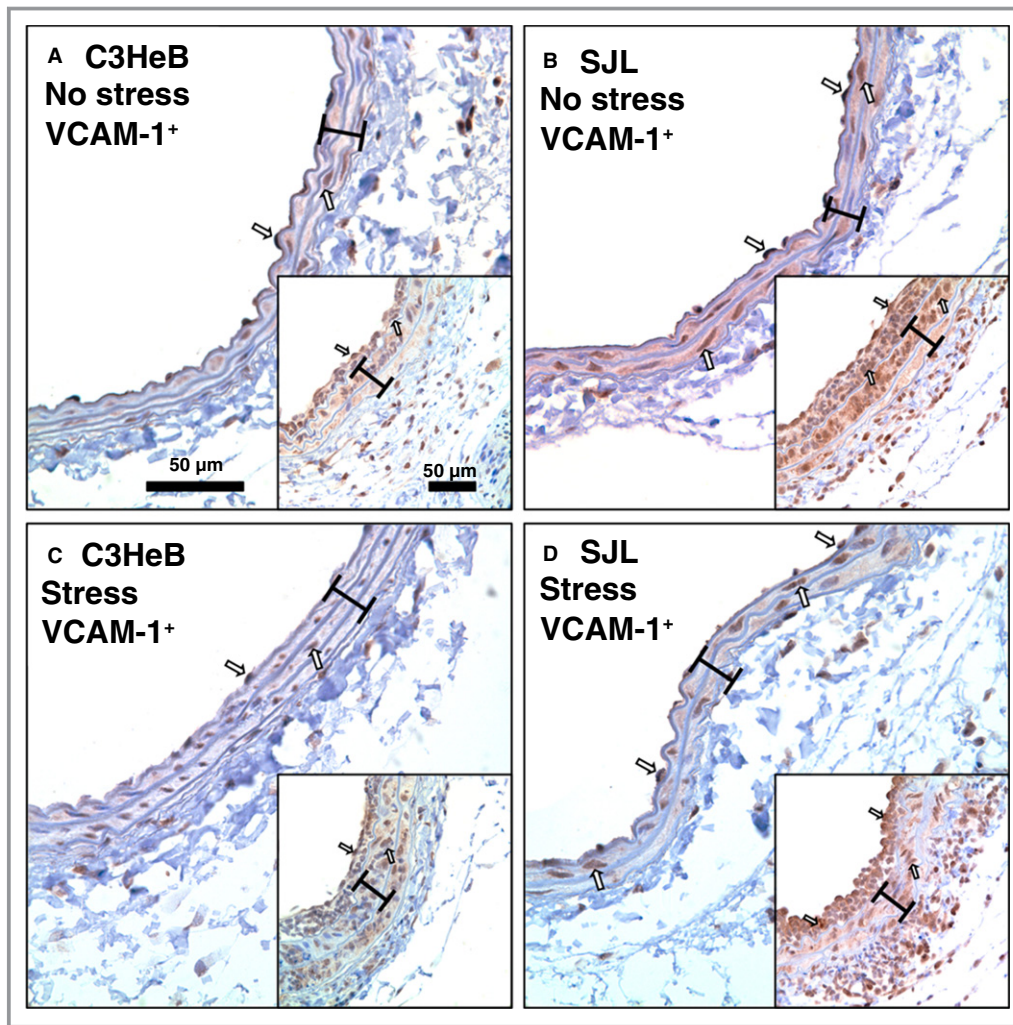 A C3HeB
No stress
VCAM-1⁺
50 µm
50 µm
B SJL
No stress
VCAM-1⁺
C C3HeB
Stress
VCAM-1⁺
D SJL
Stress
VCAM-1⁺